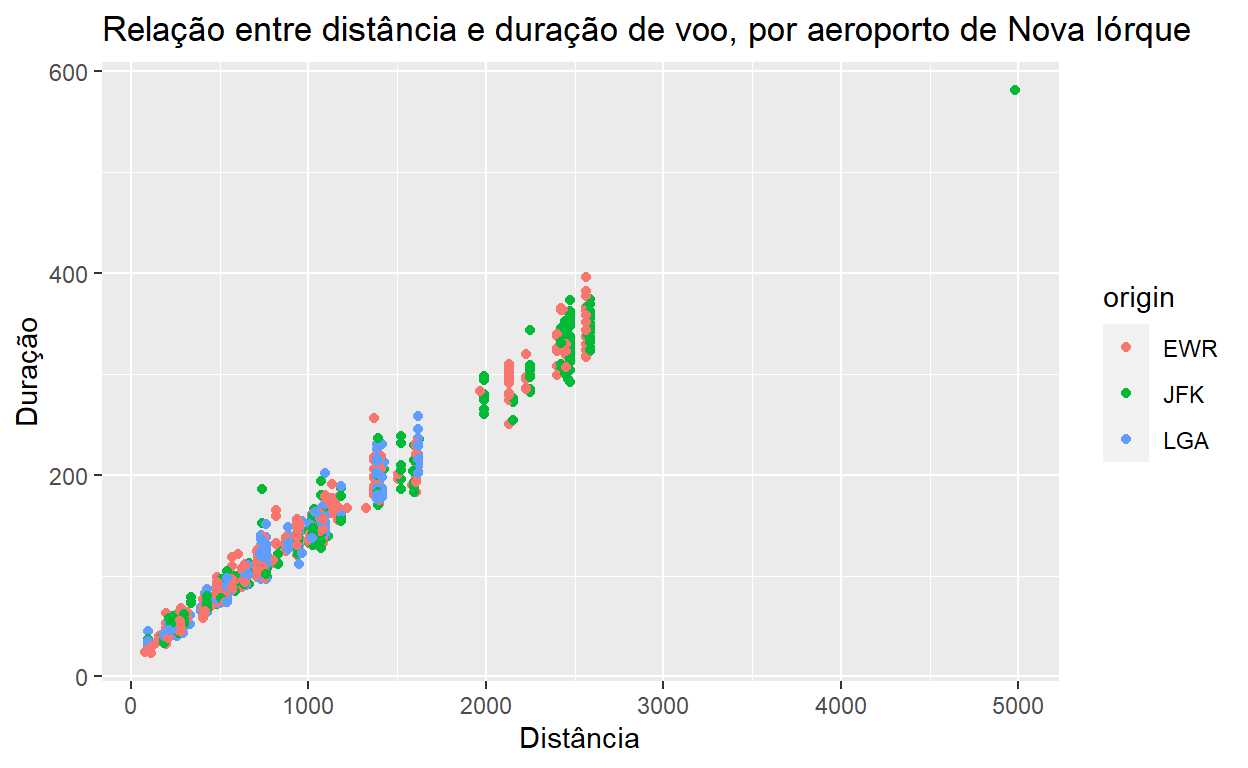 Relação entre distância e duração de voo, por aeroporto de Nova Iórque
600
400
200
0
Duração
0 1000 2000 3000 4000 5000
Distância
origin
EWR
JFK
LGA